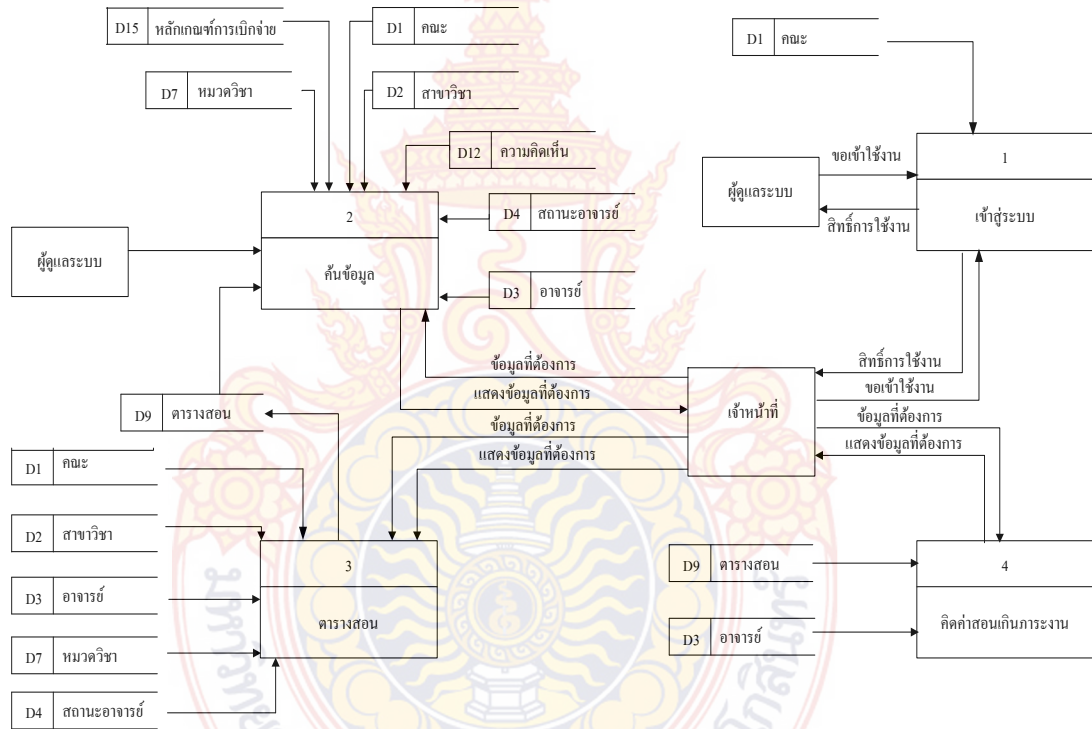 D15 หลักเกณฑ์การเบิกจ่าย
D1 คณะ
D1 คณะ
D7 หมวดวิชา
D2 สาขาวิชา
D12 ความคิดเห็น
ขอเข้าใช้งาน
1
ผู้ดูแลระบบ
เข้าสู่ระบบ
สิทธิ์การใช้งาน
2
D4 สถานะอาจารย์
ผู้ดูแลระบบ
ค้นข้อมูล
D3 อาจารย์
ข้อมูลที่ต้องการ
สิทธิ์การใช้งาน
แสดงข้อมูลที่ต้องการ
เจ้าหน้าที่
ขอเข้าใช้งาน
D9 ตารางสอน
ข้อมูลที่ต้องการ
ข้อมูลที่ต้องการ
แสดงข้อมูลที่ต้องการ
แสดงข้อมูลที่ต้องการ
D1 คณะ
D2 สาขาวิชา
3
D9 ตารางสอน
4
D3 อาจารย์
ตารางสอน
คิดค่าสอนเกินภาระงาน
D3 อาจารย์
D7 หมวดวิชา
D4 สถานะอาจารย์